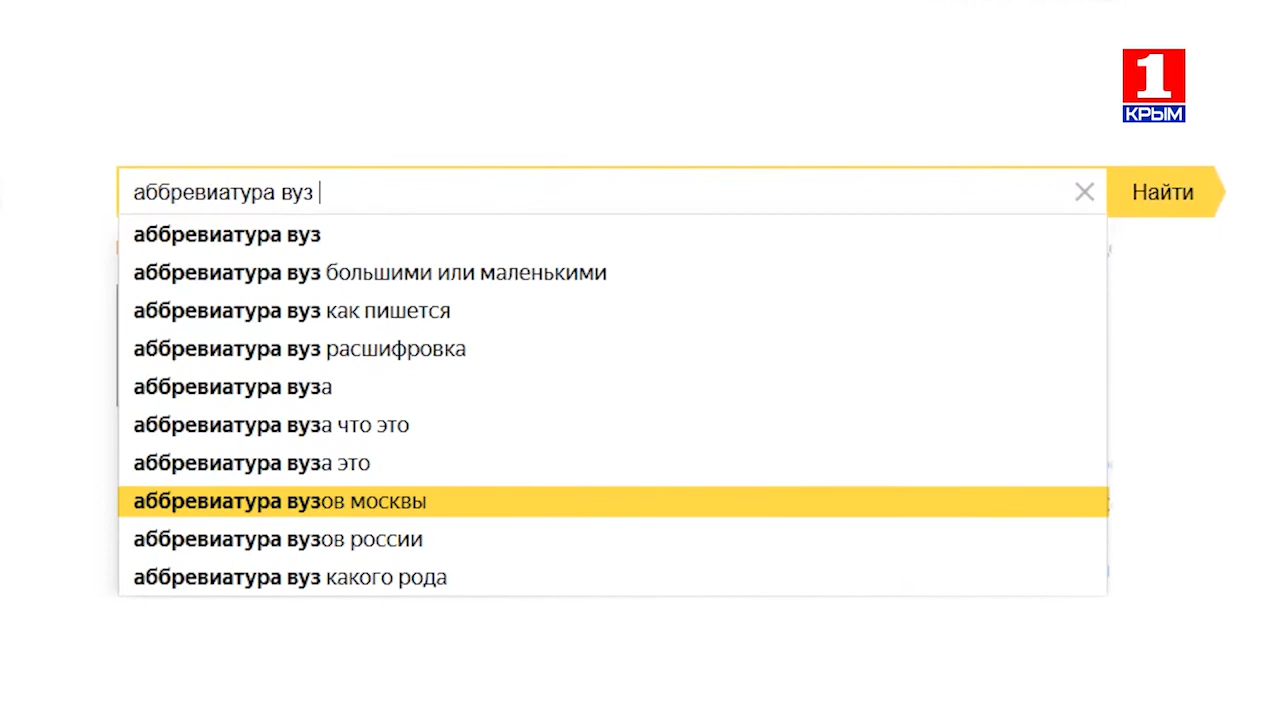 1
КРЫМ
аббревиатура вуз
Найти
аббревиатура вуз
аббревиатура вуз большими или маленькими
аббревиатура вуз как пишется
аббревиатура вуз расшифровка
аббревиатура вуза
аббревиатура вуза что это
аббревиатура вуза это
аббревиатура вузов москвы
аббревиатура вузов россии
аббревиатура вуз какого рода